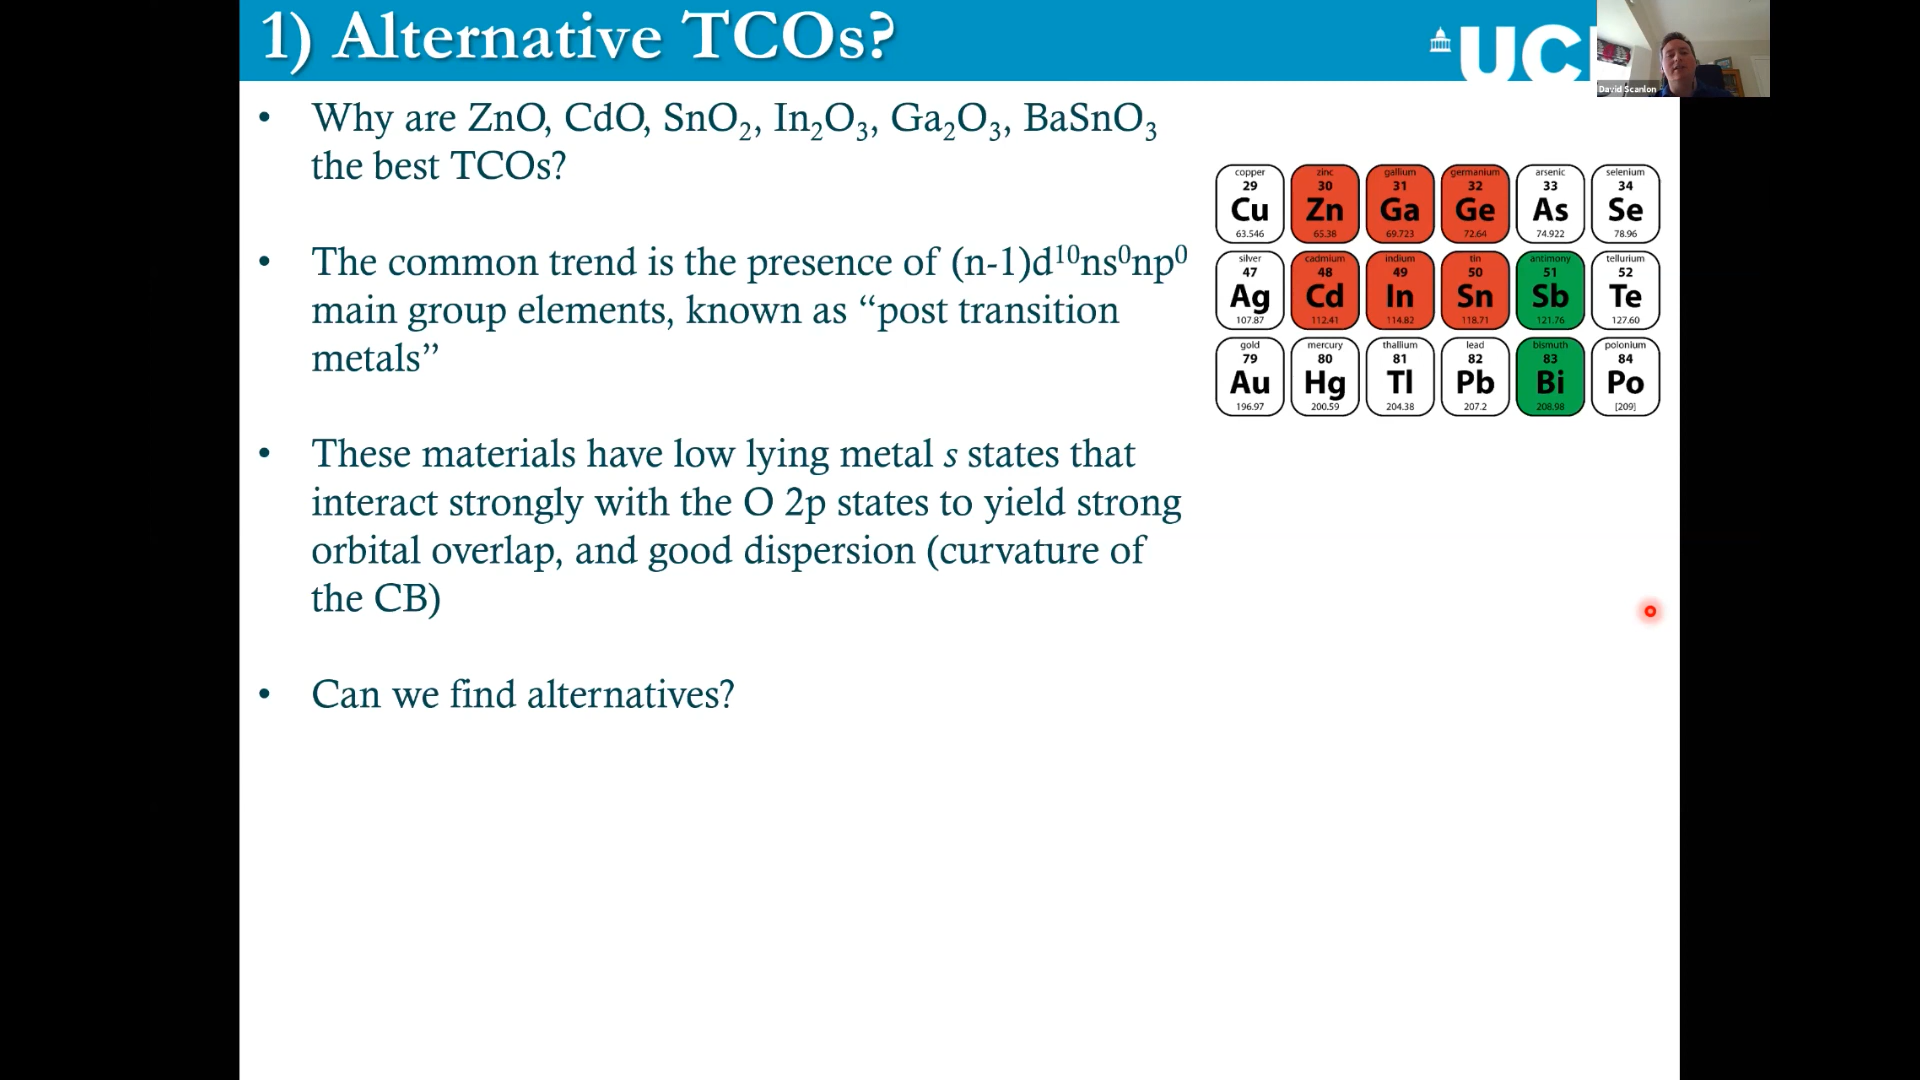 1) Alternative TCOs?
UC
David Scanlon
• Why are ZnO, CdO, SnO₂, In₂O₃, Ga₂O₃, BaSnO₃
the best TCOs?
• The common trend is the presence of (n-1)d¹⁰ns⁰np⁰
main group elements, known as “post transition
metals”
• These materials have low lying metal s states that
interact strongly with the O 2p states to yield strong
orbital overlap, and good dispersion (curvature of
the CB)
• Can we find alternatives?
copper zinc gallium germanium arsenic selenium
29 30 31 32 33 34
Cu Zn Ga Ge As Se
63.546 65.38 69.723 72.64 74.922 78.96
silver cadmium indium tin antimony tellurium
47 48 49 50 51 52
Ag Cd In Sn Sb Te
107.87 112.41 114.82 118.71 121.76 127.60
gold mercury thallium lead bismuth polonium
79 80 81 82 83 84
Au Hg Tl Pb Bi Po
196.97 200.59 204.38 207.2 208.98 [209]